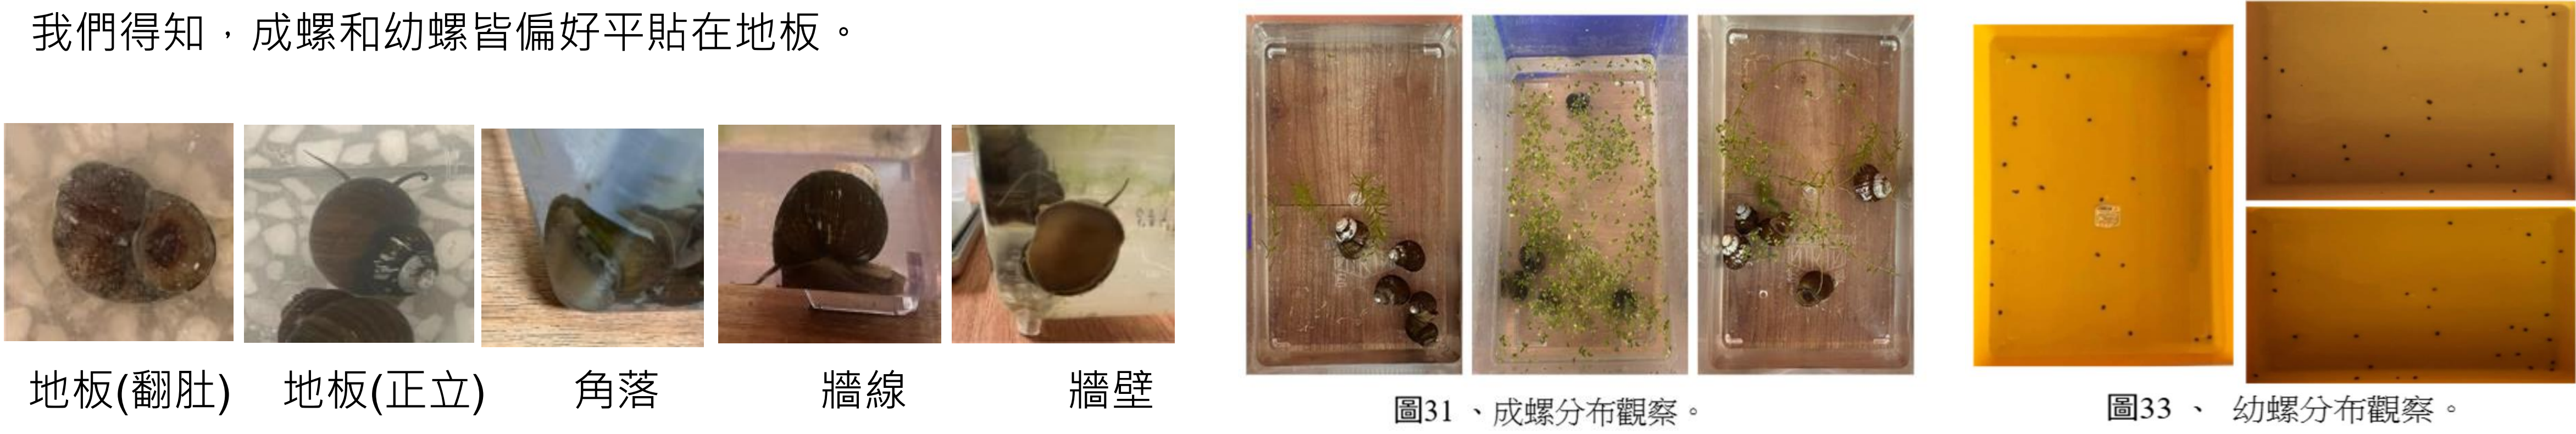 我們得知，成螺和幼螺皆偏好平貼在地板。
地板(翻肚)
地板(正立)
角落
牆線
牆壁
圖31、成螺分布觀察。
圖33、 幼螺分布觀察。